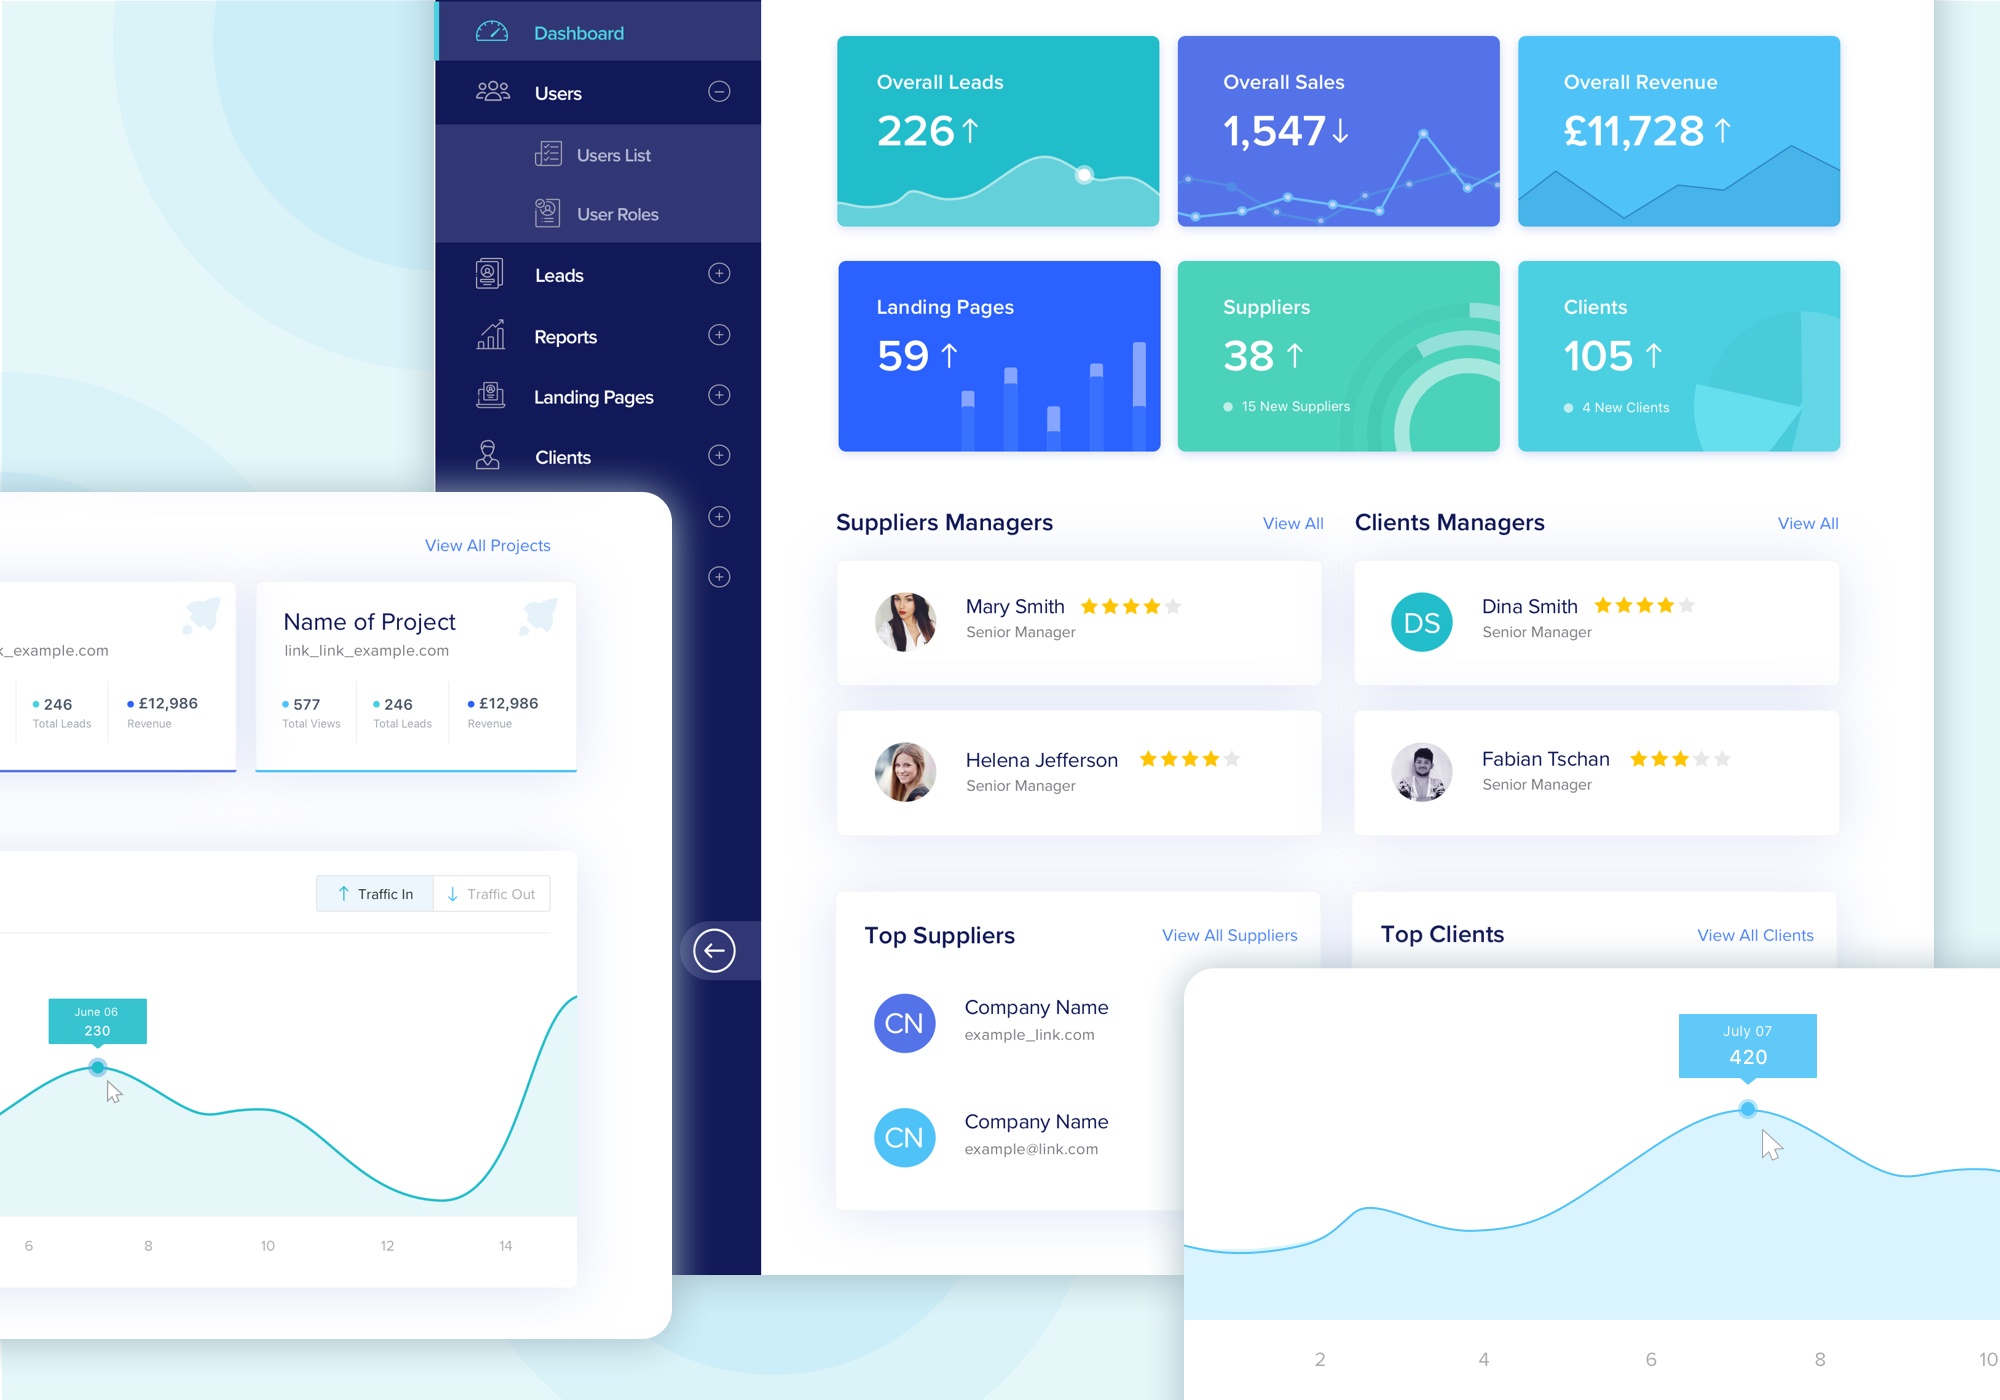 Dashboard
Users
Users List
User Roles
Leads
Reports
Landing Pages
Clients
Overall Leads
226
Overall Sales
1,547
Overall Revenue
£11,728
Landing Pages
59
Suppliers
38
15 New Suppliers
Clients
105
4 New Clients
Suppliers Managers
View All
Mary Smith
Senior Manager
Helena Jefferson
Senior Manager
Clients Managers
View All
DS
Dina Smith
Senior Manager
Fabian Tschan
Senior Manager
Top Suppliers
View All Suppliers
CN
Company Name
example_link.com
CN
Company Name
example@link.com
Top Clients
View All Clients
View All Projects
k_example.com
246
Total Leads
£12,986
Revenue
Name of Project
link_link_example.com
577
Total Views
246
Total Leads
£12,986
Revenue
Traffic In
Traffic Out
June 06
230
6 8 10 12 14
July 07
420
2 4 6 8 10